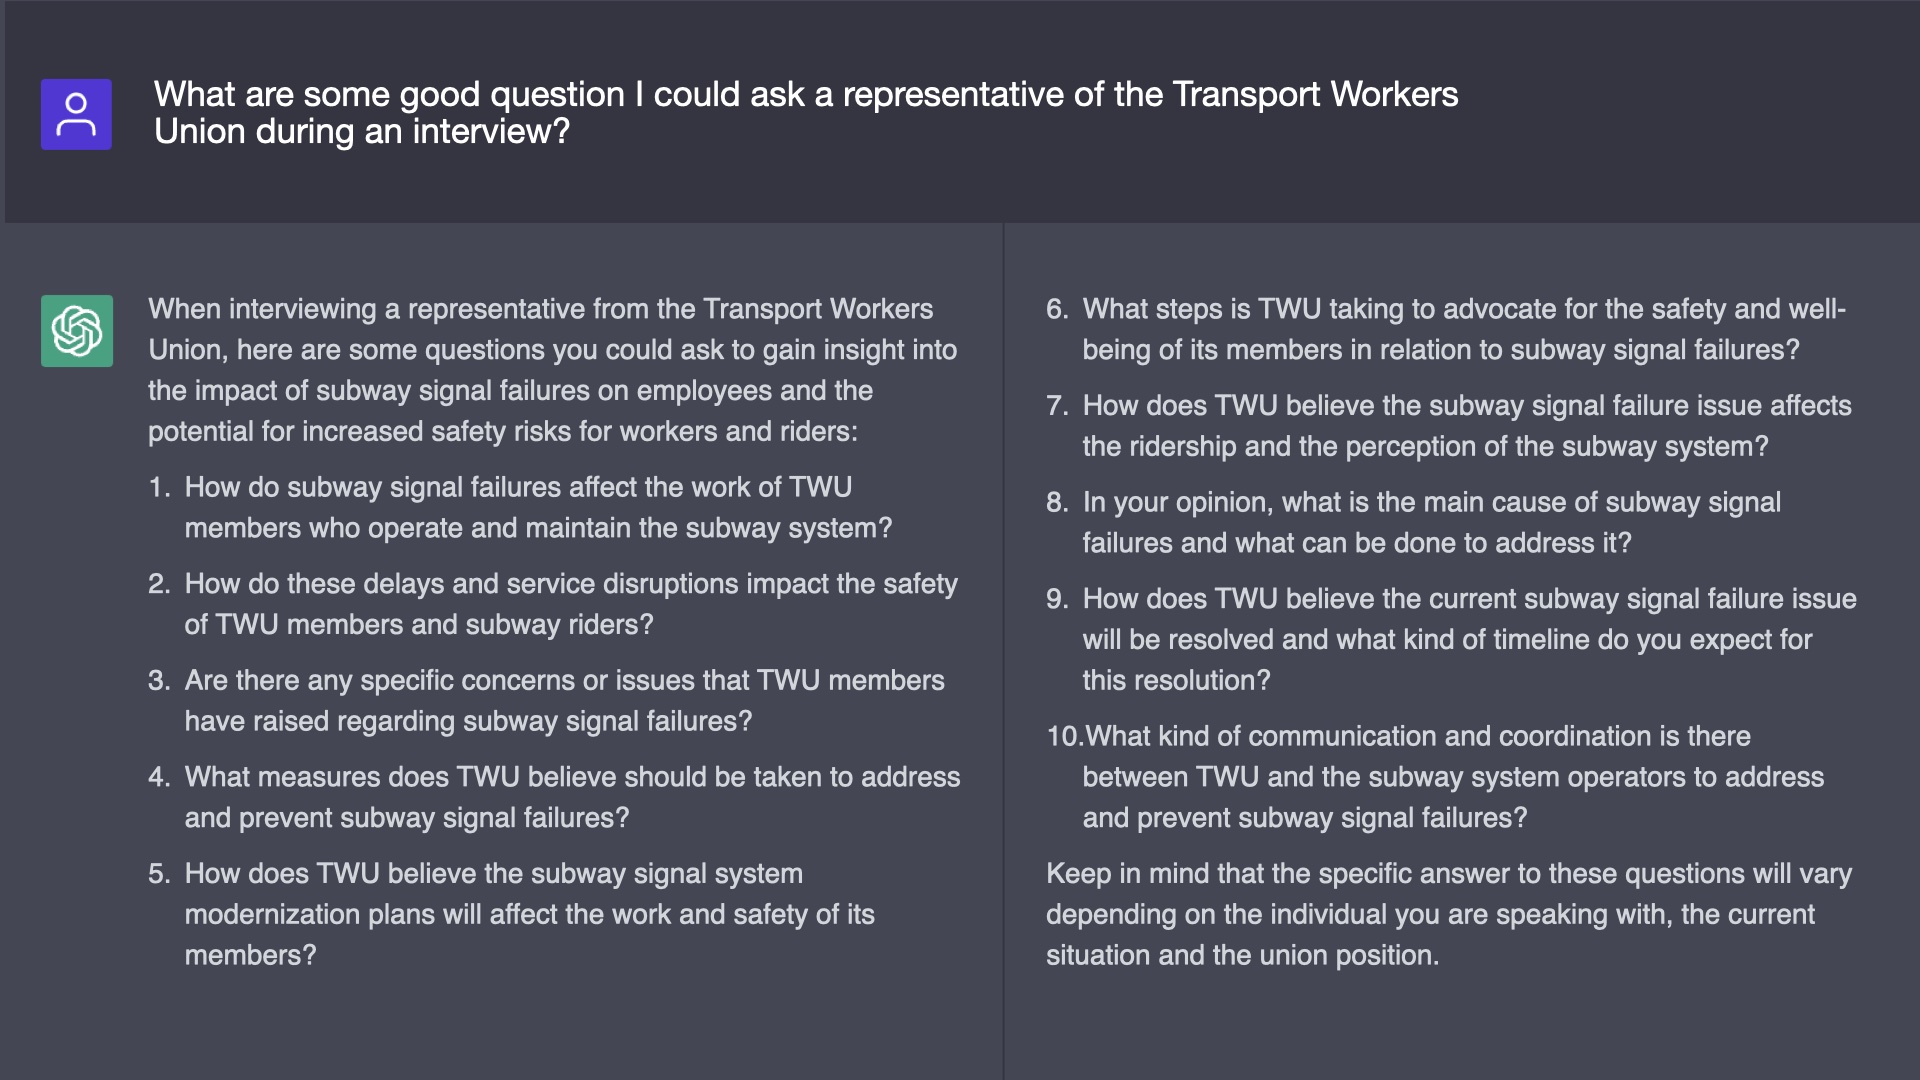 What are some good question I could ask a representative of the Transport Workers
Union during an interview?
When interviewing a representative from the Transport Workers
Union, here are some questions you could ask to gain insight into
the impact of subway signal failures on employees and the
potential for increased safety risks for workers and riders:
1. How do subway signal failures affect the work of TWU
members who operate and maintain the subway system?
2. How do these delays and service disruptions impact the safety
of TWU members and subway riders?
3. Are there any specific concerns or issues that TWU members
have raised regarding subway signal failures?
4. What measures does TWU believe should be taken to address
and prevent subway signal failures?
5. How does TWU believe the subway signal system
modernization plans will affect the work and safety of its
members?
6. What steps is TWU taking to advocate for the safety and well-
being of its members in relation to subway signal failures?
7. How does TWU believe the subway signal failure issue affects
the ridership and the perception of the subway system?
8. In your opinion, what is the main cause of subway signal
failures and what can be done to address it?
9. How does TWU believe the current subway signal failure issue
will be resolved and what kind of timeline do you expect for
this resolution?
10.What kind of communication and coordination is there
between TWU and the subway system operators to address
and prevent subway signal failures?
Keep in mind that the specific answer to these questions will vary
depending on the individual you are speaking with, the current
situation and the union position.